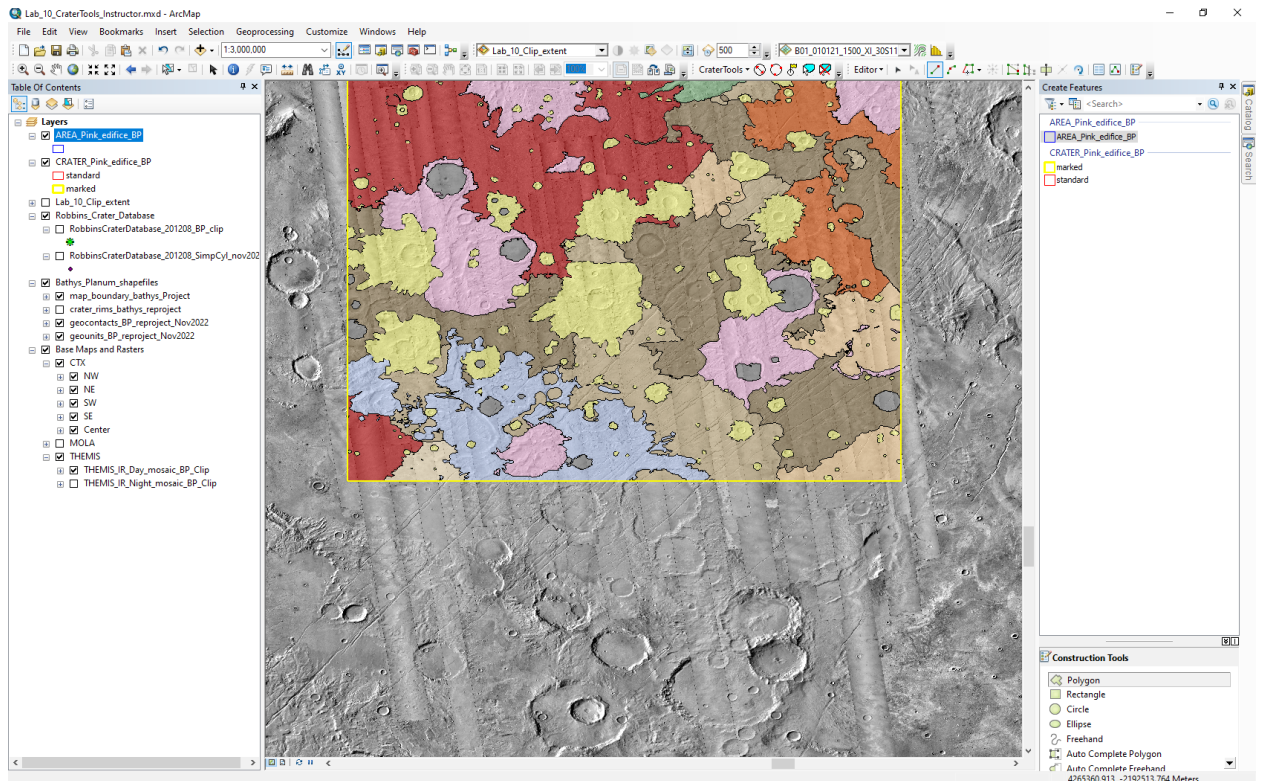 Lab_10_CraterTools_Instructor.mxd - ArcMap
File Edit View Bookmarks Insert Selection Geoprocessing Customize Windows Help
1:3,000,000 Lab_10_Clip_extent 500 B01_010121_1500_XI_30S11
CraterTools Editor
Table Of Contents
Layers
AREA_Pink_edifice_BP
CRATER_Pink_edifice_BP
standard
marked
Lab_10_Clip_extent
Robbins_Crater_Database
RobbinsCraterDatabase_201208_BP_clip
RobbinsCraterDatabase_201208_SimpCyl_nov202
Bathys_Planum_shapefiles
map_boundary_bathys_Project
crater_rims_bathys_reproject
geocontacts_BP_reproject_Nov2022
geounits_BP_reproject_Nov2022
Base Maps and Rasters
CTX
NW
NE
SW
SE
Center
MOLA
THEMIS
THEMIS_IR_Day_mosaic_BP_Clip
THEMIS_IR_Night_mosaic_BP_Clip
Create Features
<Search>
AREA_Pink_edifice_BP
AREA_Pink_edifice_BP
CRATER_Pink_edifice_BP
marked
standard
Catalog
Search
Construction Tools
Polygon
Rectangle
Circle
Ellipse
Freehand
Auto Complete Polygon
Auto Complete Freehand
4265360.913 -2192513.764 Meters